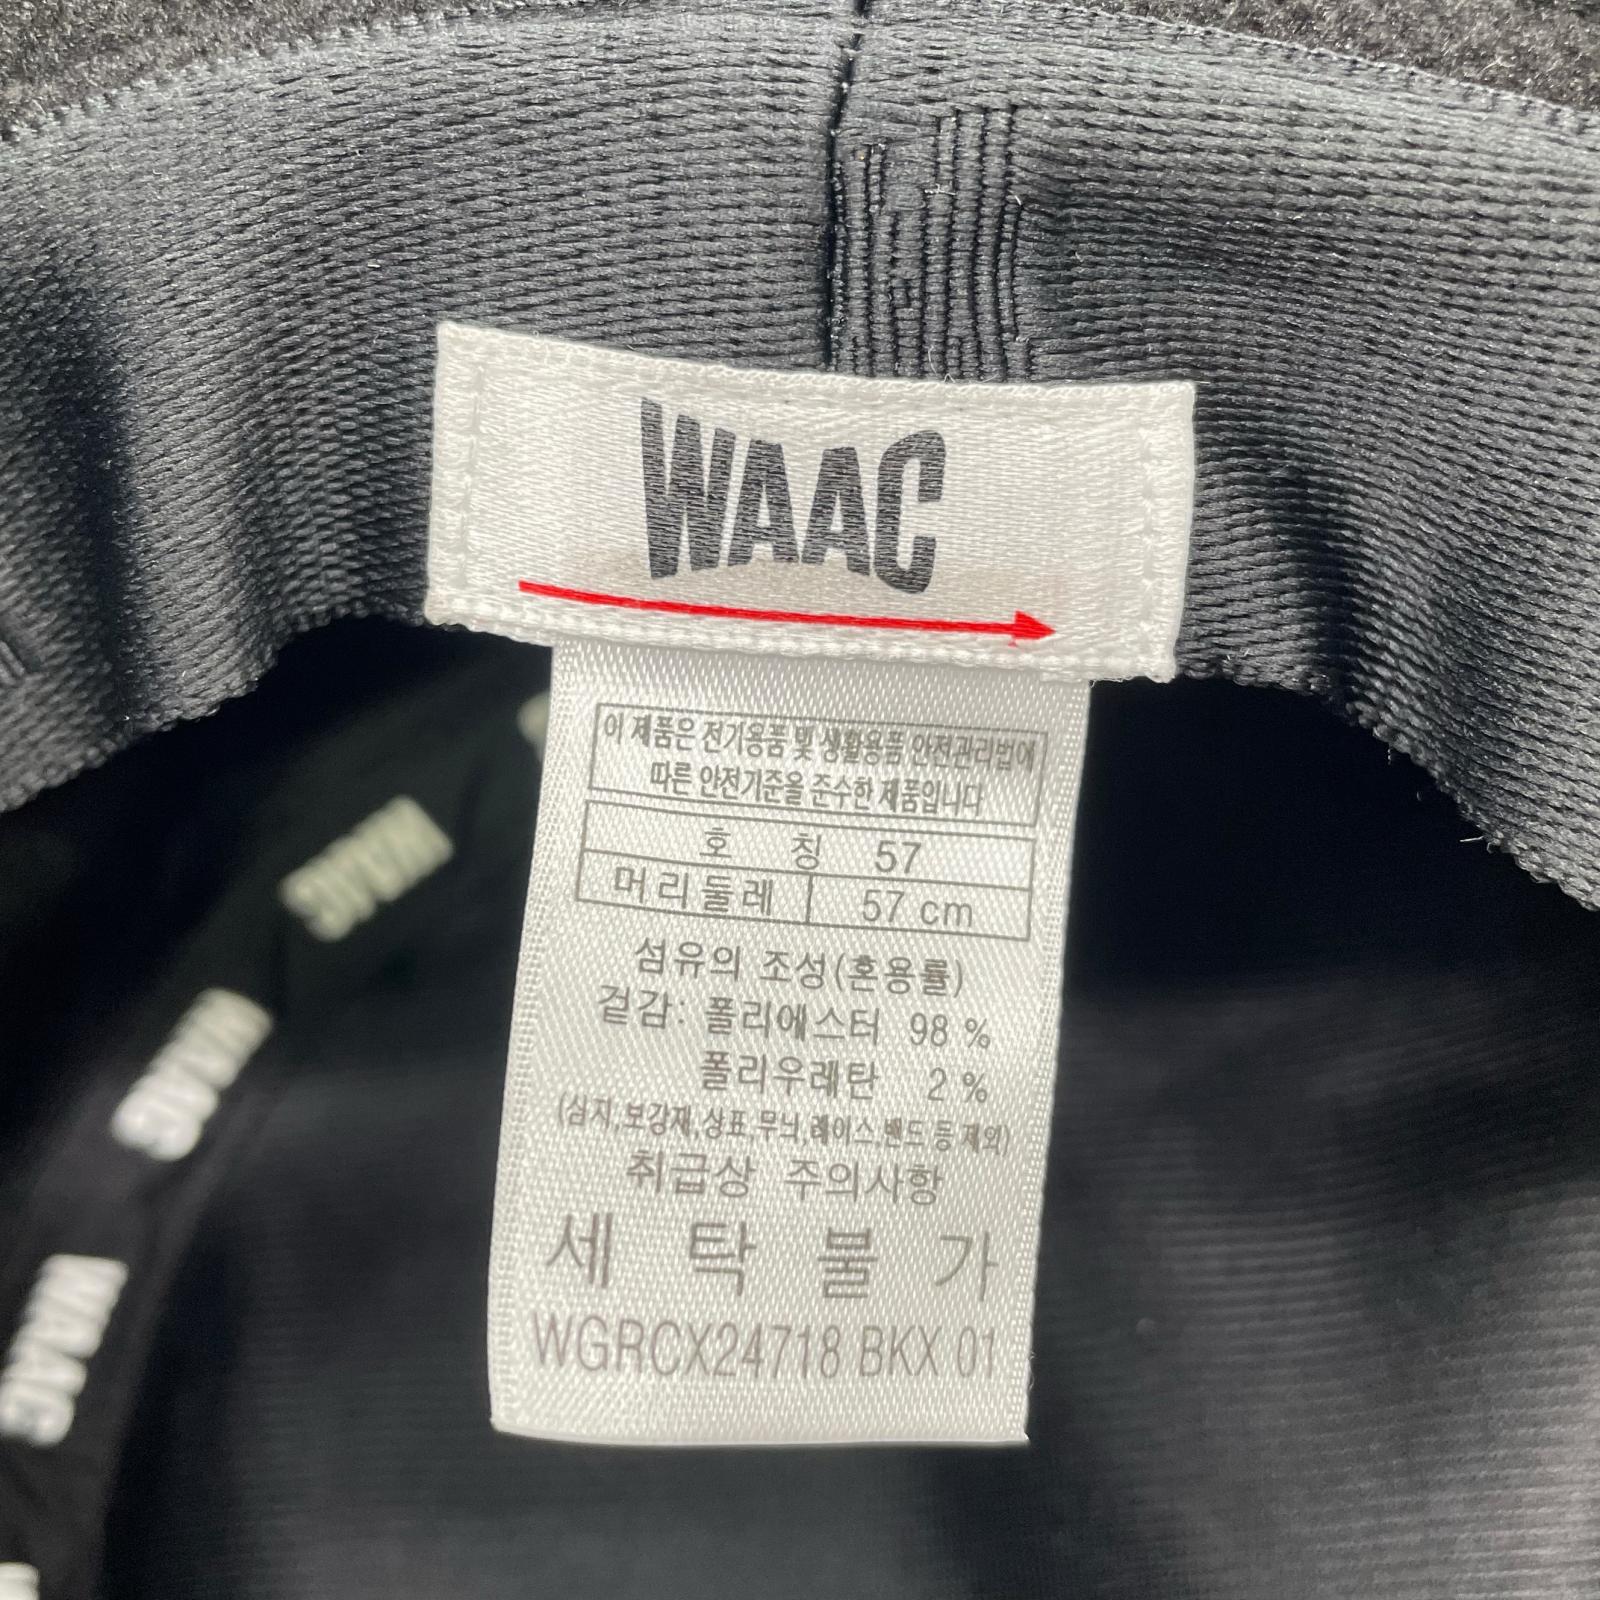 WAAC
이 제품은 전기용품 및 생활용품 안전관리법에
따른 안전기준을 준수한 제품입니다
호 칭 57
머리둘레 57 cm
섬유의 조성(혼용률)
겉감: 폴리에스터 98 %
폴리우레탄 2 %
(심지,보강재,상표,무늬,레이스,밴드 등 제외)
취급상 주의사항
세 탁 불 가
WGRCX24718 BKX 01
WAAC
WAAC
WAAC